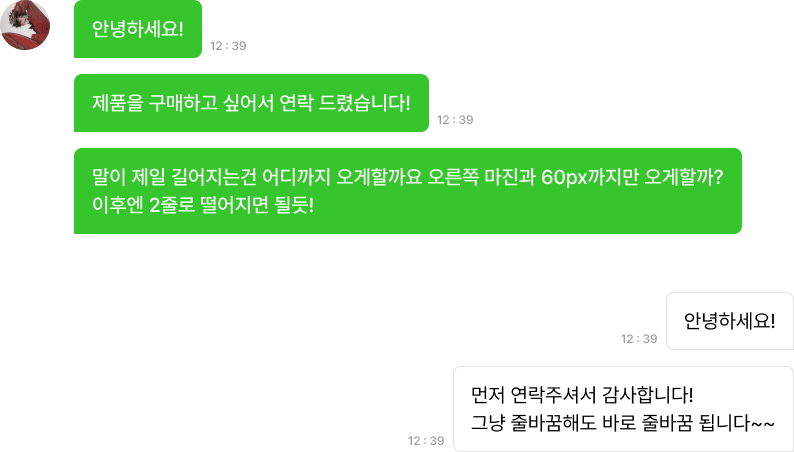 안녕하세요!
12 : 39
제품을 구매하고 싶어서 연락 드렸습니다!
12 : 39
말이 제일 길어지는건 어디까지 오게할까요 오른쪽 마진과 60px까지만 오게할까?
이후엔 2줄로 떨어지면 될듯!
안녕하세요!
12 : 39
먼저 연락주셔서 감사합니다!
그냥 줄바꿈해도 바로 줄바꿈 됩니다~~
12 : 39